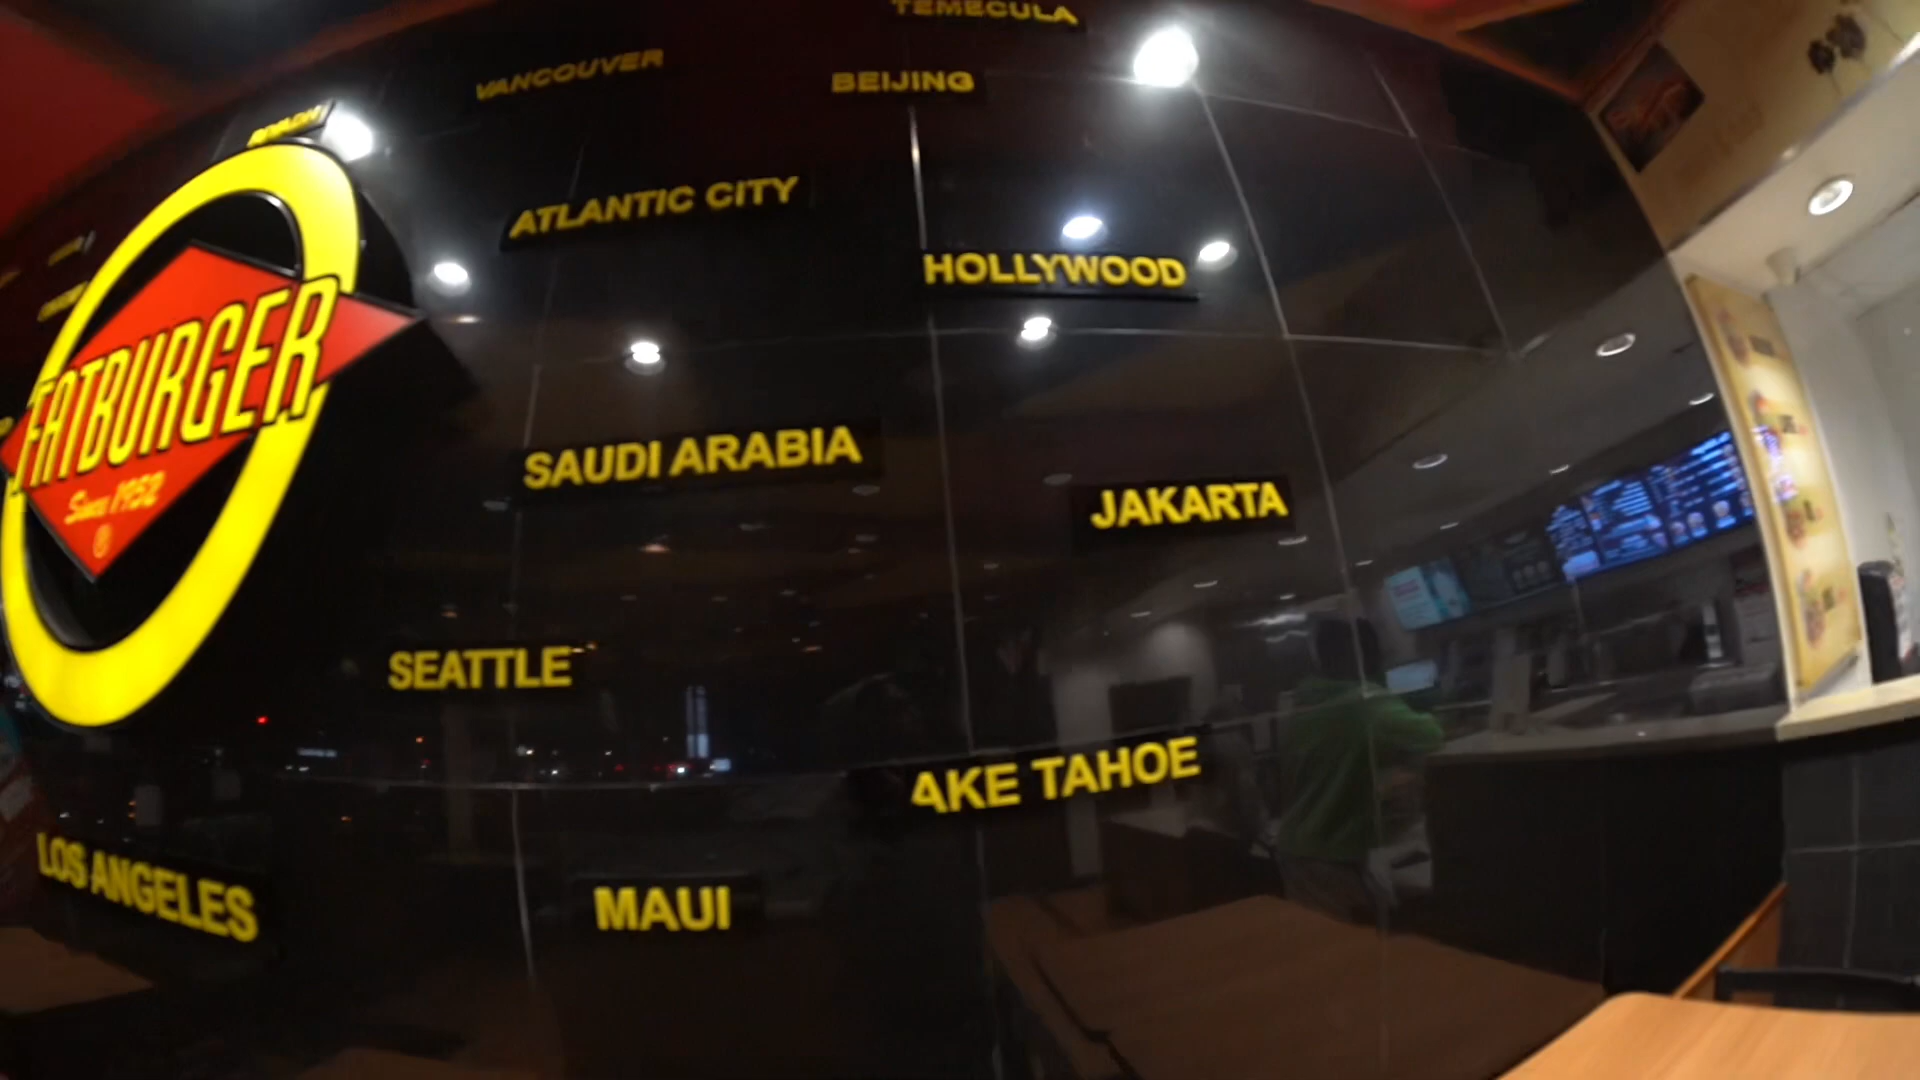 TEMECULA
VANCOUVER
BEIJING
ATLANTIC CITY
HOLLYWOOD
FATBURGER
Since 1952
SAUDI ARABIA
JAKARTA
SEATTLE
AKE TAHOE
LOS ANGELES
MAUI